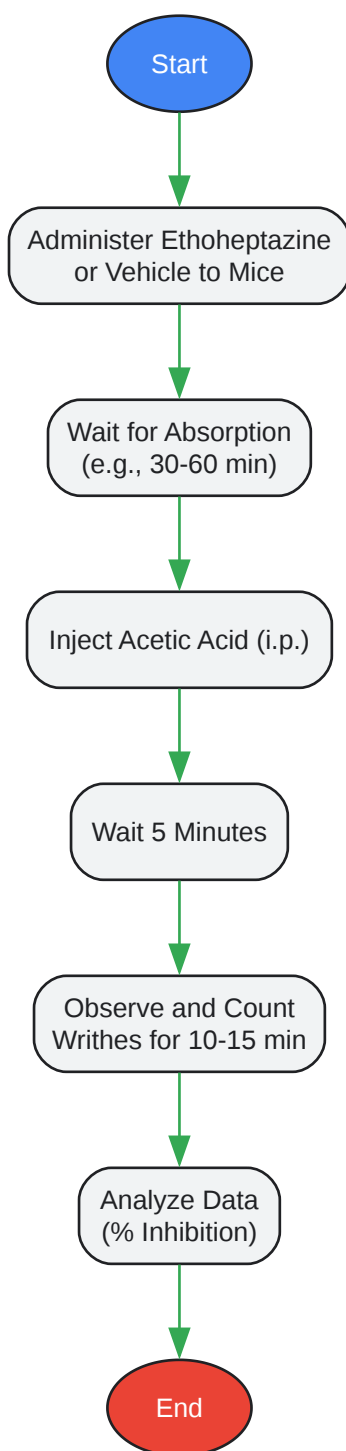 Start
Administer Ethoheptazine
or Vehicle to Mice
Wait for Absorption
(e.g., 30-60 min)
Inject Acetic Acid (i.p.)
Wait 5 Minutes
Observe and Count
Writhes for 10-15 min
Analyze Data
(% Inhibition)
End